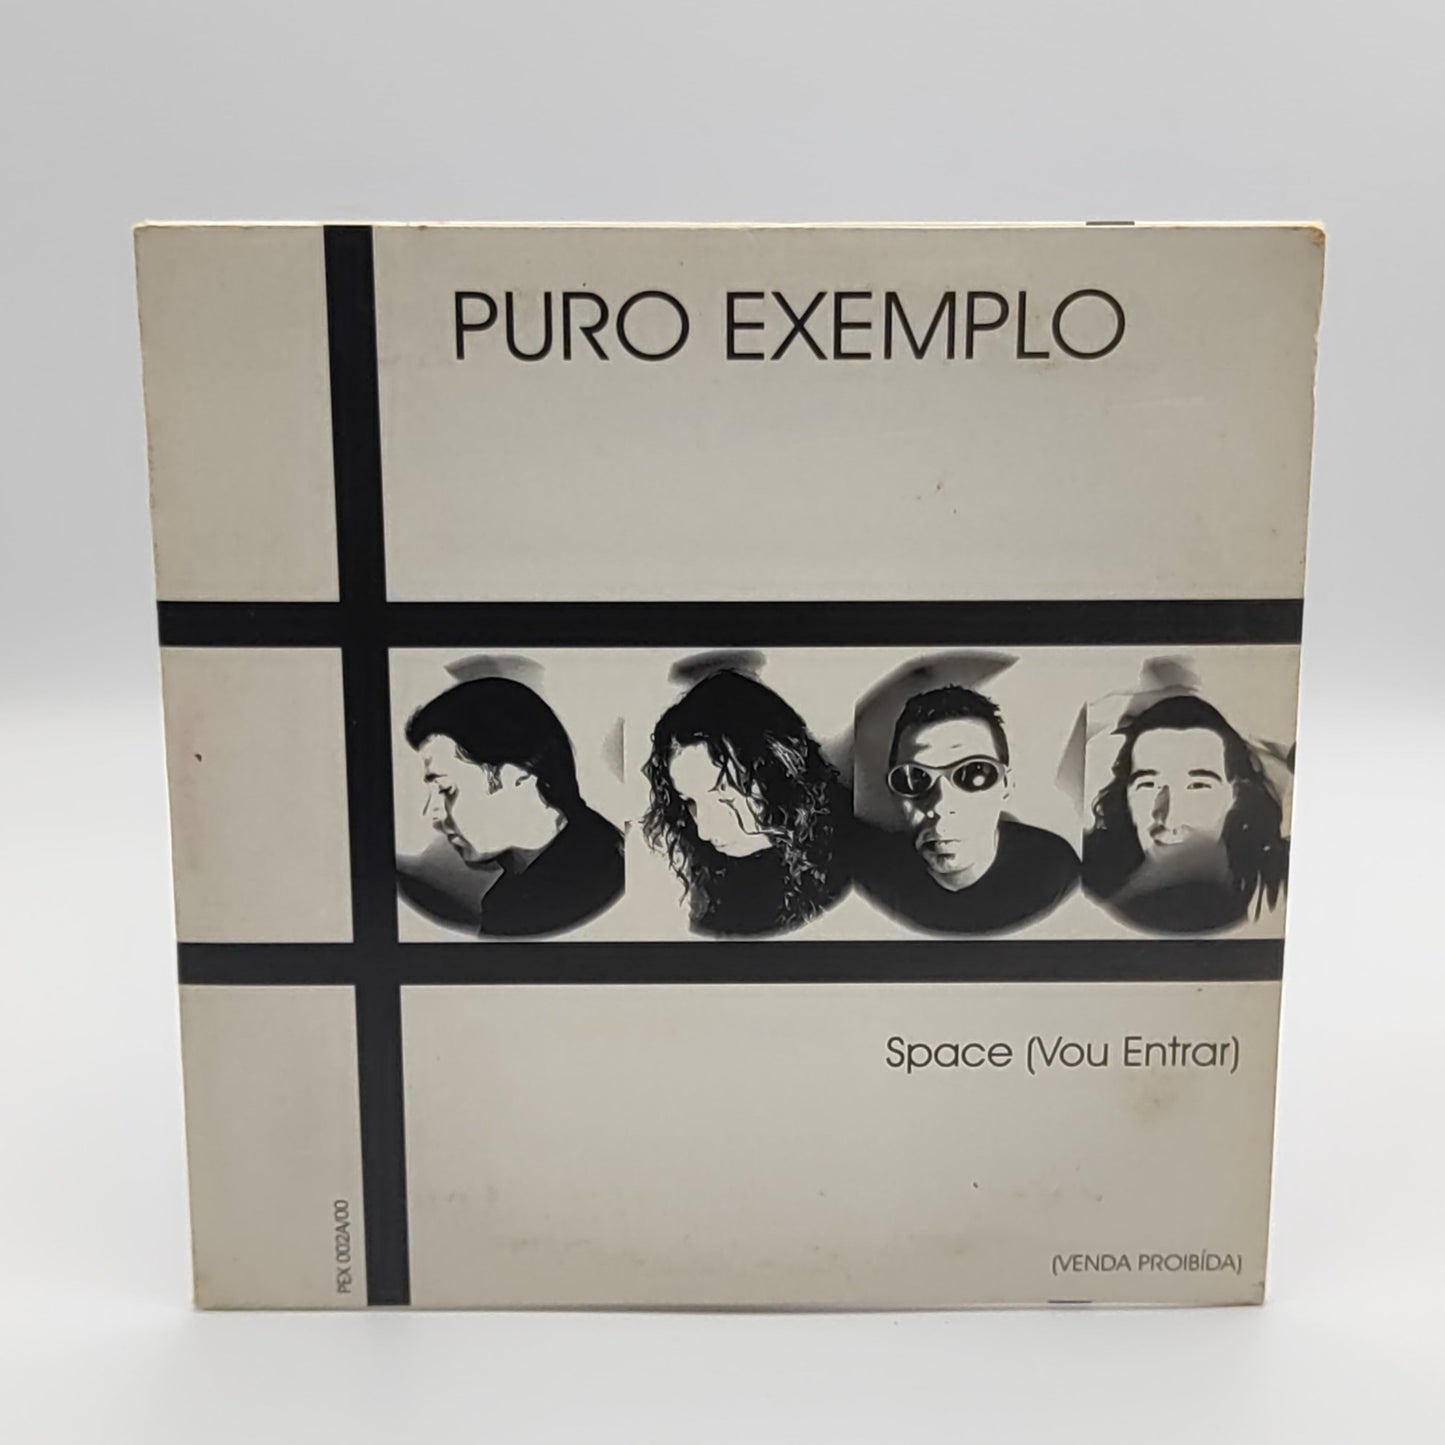 PURO EXEMPLO
Space (Vou Entrar)
PEX 002A/00
(VENDA PROIBÍDA)